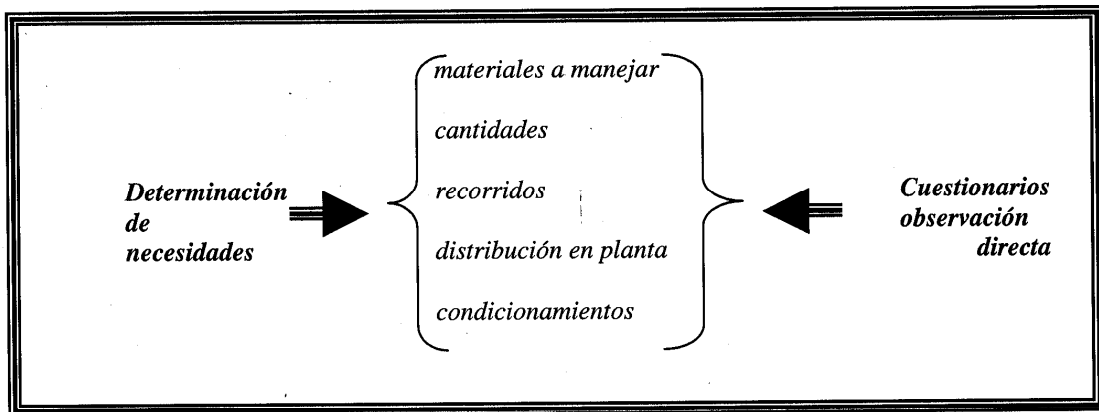 Determinación
de
necesidades
materiales a manejar
cantidades
recorridos
distribución en planta
condicionamientos
Cuestionarios
observación
directa